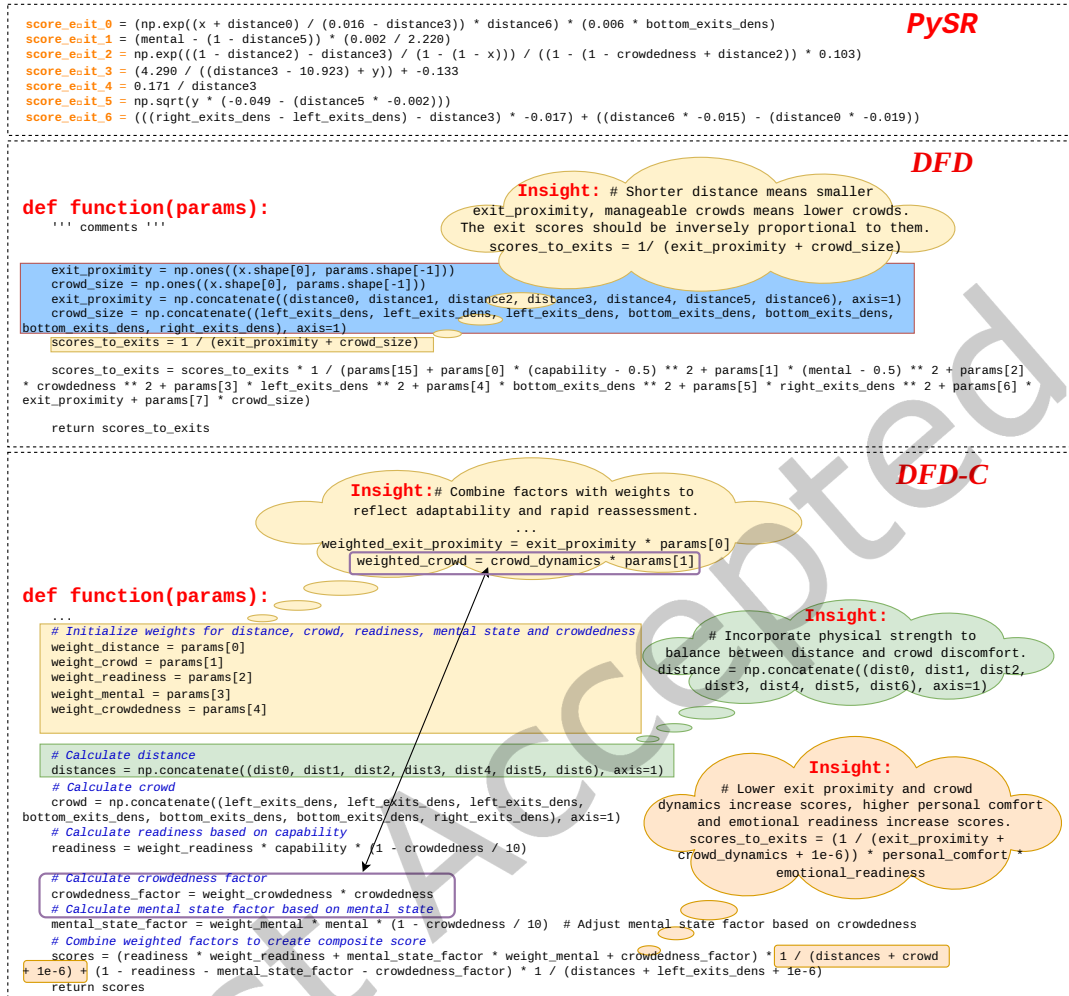 PySR
score_e□it_0 = (np.exp((x + distance0) / (0.016 - distance3)) * distance6) * (0.006 * bottom_exits_dens)
score_e□it_1 = (mental - (1 - distance5)) * (0.002 / 2.220)
score_e□it_2 = np.exp(((1 - distance2) - distance3) / (1 - (1 - x))) / ((1 - (1 - crowdedness + distance2)) * 0.103)
score_e□it_3 = (4.290 / ((distance3 - 10.923) + y)) + -0.133
score_e□it_4 = 0.171 / distance3
score_e□it_5 = np.sqrt(y * (-0.049 - (distance5 * -0.002)))
score_e□it_6 = (((right_exits_dens - left_exits_dens) - distance3) * -0.017) + ((distance6 * -0.015) - (distance0 * -0.019))
DFD
Insight: # Shorter distance means smaller
exit_proximity, manageable crowds means lower crowds.
The exit scores should be inversely proportional to them.
scores_to_exits = 1/ (exit_proximity + crowd_size)
def function(params):
''' comments '''
exit_proximity = np.ones((x.shape[0], params.shape[-1]))
crowd_size = np.ones((x.shape[0], params.shape[-1]))
exit_proximity = np.concatenate((distance0, distance1, distance2, distance3, distance4, distance5, distance6), axis=1)
crowd_size = np.concatenate((left_exits_dens, left_exits_dens, left_exits_dens, bottom_exits_dens, bottom_exits_dens,
bottom_exits_dens, right_exits_dens), axis=1)
scores_to_exits = 1 / (exit_proximity + crowd_size)
scores_to_exits = scores_to_exits * 1 / (params[15] + params[0] * (capability - 0.5) ** 2 + params[1] * (mental - 0.5) ** 2 + params[2]
* crowdedness ** 2 + params[3] * left_exits_dens ** 2 + params[4] * bottom_exits_dens ** 2 + params[5] * right_exits_dens ** 2 + params[6] *
exit_proximity + params[7] * crowd_size)
return scores_to_exits
DFD-C
Insight:# Combine factors with weights to
reflect adaptability and rapid reassessment.
...
weighted_exit_proximity = exit_proximity * params[0]
weighted_crowd = crowd_dynamics * params[1]
def function(params):
...
# Initialize weights for distance, crowd, readiness, mental state and crowdedness
weight_distance = params[0]
weight_crowd = params[1]
weight_readiness = params[2]
weight_mental = params[3]
weight_crowdedness = params[4]
Insight:
# Incorporate physical strength to
balance between distance and crowd discomfort.
distance = np.concatenate((dist0, dist1, dist2,
dist3, dist4, dist5, dist6), axis=1)
# Calculate distance
distances = np.concatenate((dist0, dist1, dist2, dist3, dist4, dist5, dist6), axis=1)
# Calculate crowd
crowd = np.concatenate((left_exits_dens, left_exits_dens, left_exits_dens,
bottom_exits_dens, bottom_exits_dens, bottom_exits_dens, right_exits_dens), axis=1)
# Calculate readiness based on capability
readiness = weight_readiness * capability * (1 - crowdedness / 10)
Insight:
# Lower exit proximity and crowd
dynamics increase scores, higher personal comfort
and emotional readiness increase scores.
scores_to_exits = (1 / (exit_proximity +
crowd_dynamics + 1e-6)) * personal_comfort *
emotional_readiness
# Calculate crowdedness factor
crowdedness_factor = weight_crowdedness * crowdedness
# Calculate mental state factor based on mental state
mental_state_factor = weight_mental * mental * (1 - crowdedness / 10)  # Adjust mental state factor based on crowdedness
# Combine weighted factors to create composite score
scores = (readiness * weight_readiness + mental_state_factor * weight_mental + crowdedness_factor) * 1 / (distances + crowd
+ 1e-6) + (1 - readiness - mental_state_factor - crowdedness_factor) * 1 / (distances + left_exits_dens + 1e-6)
return scores
Accepted